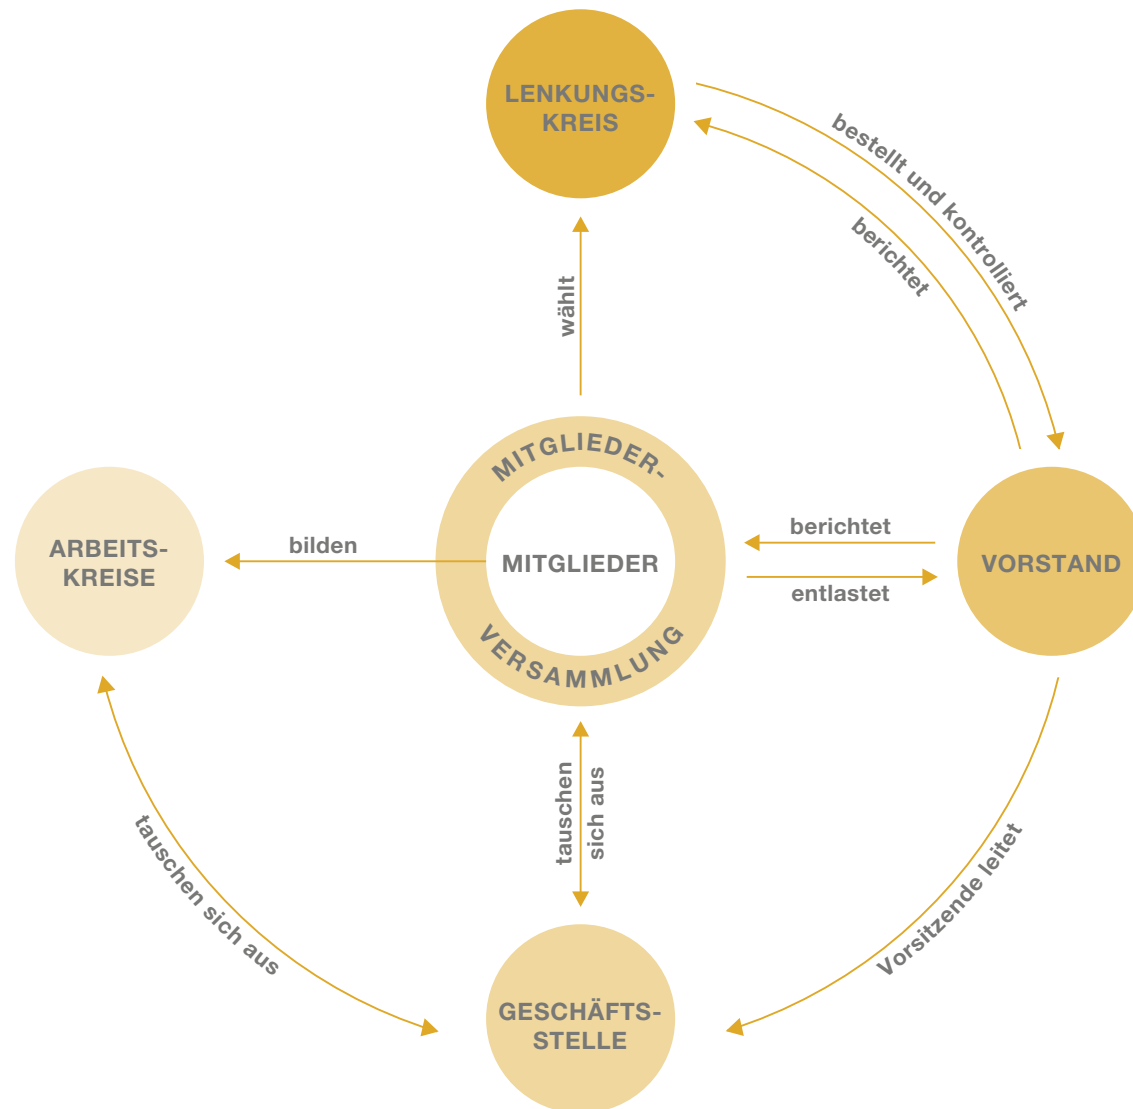 LENKUNGS-
KREIS
bestellt und kontrolliert
berichtet
wählt
MITGLIEDER-
VERSAMMLUNG
MITGLIEDER
ARBEITS-
KREISE
bilden
berichtet
entlastet
VORSTAND
tauschen
sich aus
tauschen sich aus
Vorsitzende leitet
GESCHÄFTS-
STELLE